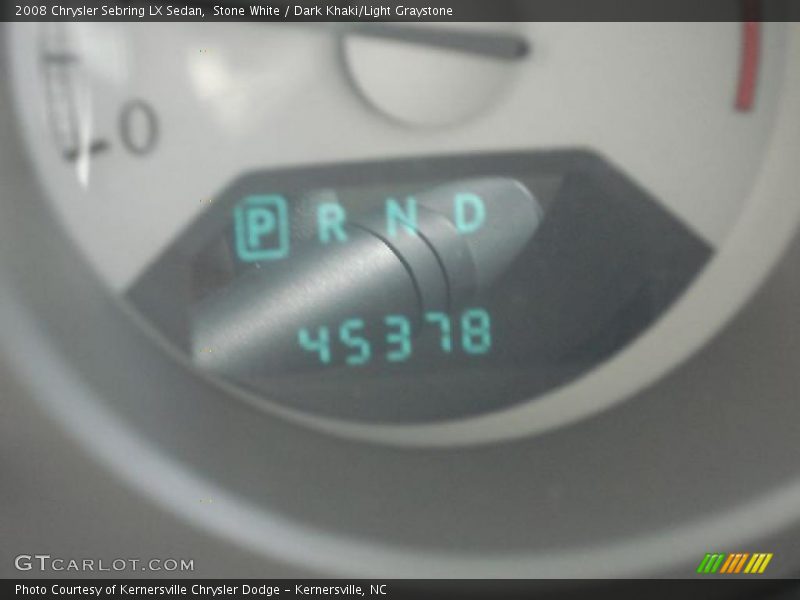 2008 Chrysler Sebring LX Sedan, Stone White / Dark Khaki/Light Graystone
0
P R N D
45378
GTCARLOT.COM
Photo Courtesy of Kernersville Chrysler Dodge - Kernersville, NC